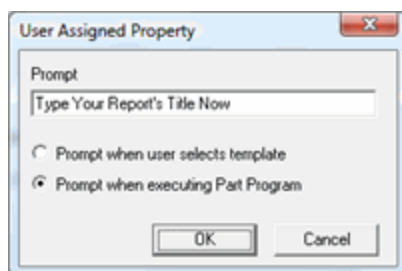 User Assigned Property
Prompt
Type Your Report's Title Now
Prompt when user selects template
Prompt when executing Part Program
OK
Cancel